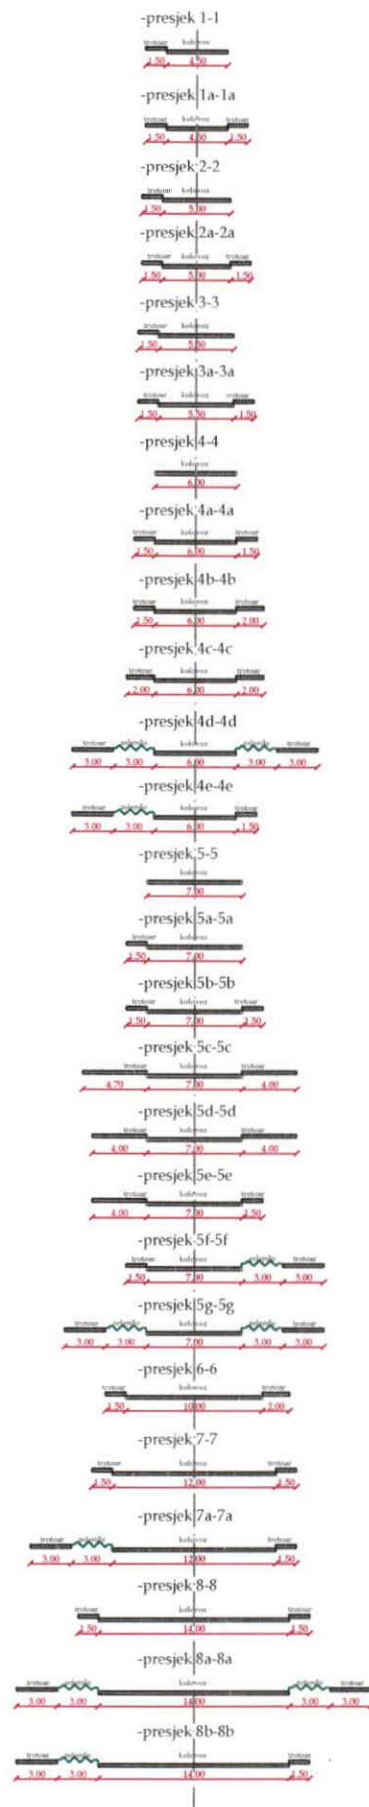 -presjek 1-1
trotoar kolovoz
1.50 4.50
-presjek 1a-1a
trotoar kolovoz trotoar
1.50 4.50 1.50
-presjek 2-2
trotoar kolovoz
1.50 5.00
-presjek 2a-2a
trotoar kolovoz trotoar
1.50 5.00 1.50
-presjek 3-3
trotoar kolovoz
1.50 5.50
-presjek 3a-3a
trotoar kolovoz trotoar
1.50 5.50 1.50
-presjek 4-4
kolovoz
6.00
-presjek 4a-4a
trotoar kolovoz trotoar
1.50 6.00 1.50
-presjek 4b-4b
trotoar kolovoz trotoar
1.50 6.00 2.00
-presjek 4c-4c
trotoar kolovoz trotoar
2.00 6.00 2.00
-presjek 4d-4d
trotoar zelenilo kolovoz zelenilo trotoar
3.00 3.00 6.00 3.00 3.00
-presjek 4e-4e
trotoar zelenilo kolovoz trotoar
3.00 3.00 6.00 1.50
-presjek 5-5
kolovoz
7.00
-presjek 5a-5a
trotoar kolovoz
1.50 7.00
-presjek 5b-5b
trotoar kolovoz trotoar
1.50 7.00 1.50
-presjek 5c-5c
trotoar kolovoz trotoar
4.70 7.00 4.00
-presjek 5d-5d
trotoar kolovoz trotoar
4.00 7.00 4.00
-presjek 5e-5e
trotoar kolovoz trotoar
4.00 7.00 1.50
-presjek 5f-5f
trotoar kolovoz zelenilo trotoar
1.50 7.00 3.00 3.00
-presjek 5g-5g
trotoar zelenilo kolovoz zelenilo trotoar
3.00 3.00 7.00 3.00 3.00
-presjek 6-6
trotoar kolovoz trotoar
1.50 10.00 2.00
-presjek 7-7
trotoar kolovoz trotoar
1.50 12.00 1.50
-presjek 7a-7a
trotoar zelenilo kolovoz trotoar
3.00 3.00 12.00 1.50
-presjek 8-8
trotoar kolovoz trotoar
1.50 14.00 1.50
-presjek 8a-8a
trotoar zelenilo kolovoz zelenilo trotoar
3.00 3.00 14.00 3.00 3.00
-presjek 8b-8b
trotoar zelenilo kolovoz trotoar
3.00 3.00 14.00 1.50